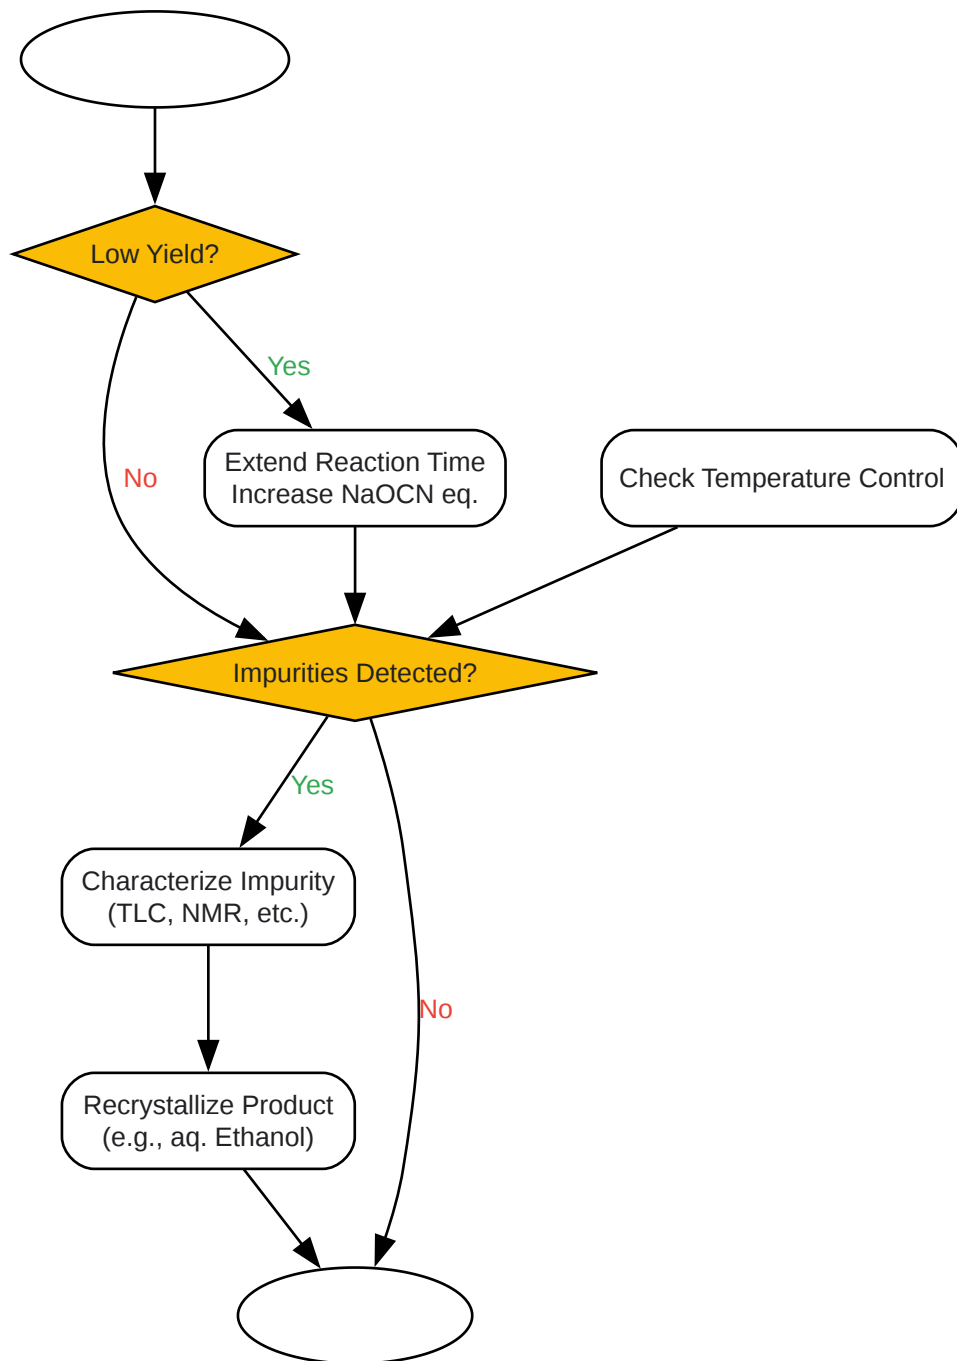 Low Yield?
Yes
No
Extend Reaction Time
Increase NaOCN eq.
Check Temperature Control
Impurities Detected?
Yes
Characterize Impurity
(TLC, NMR, etc.)
No
Recrystallize Product
(e.g., aq. Ethanol)